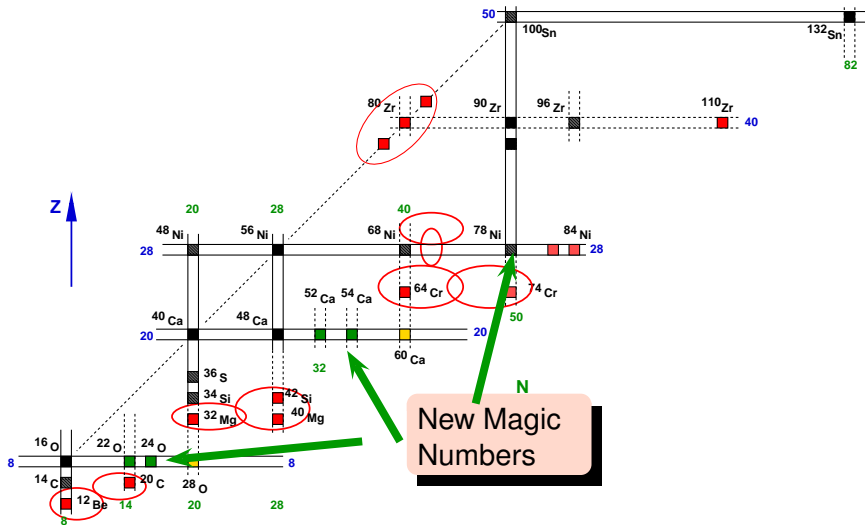 50
100Sn
132Sn
82
80Zr
90Zr
96Zr
110Zr
40
Z
20
28
40
48Ni
56Ni
68Ni
78Ni
84Ni
28
28
64Cr
74Cr
50
52Ca
54Ca
40Ca
48Ca
20
20
60Ca
32
36S
34Si
42Si
N
32Mg
40Mg
New Magic
Numbers
16O
22O
24O
8
8
14C
20C
28O
12Be
8
14
20
28